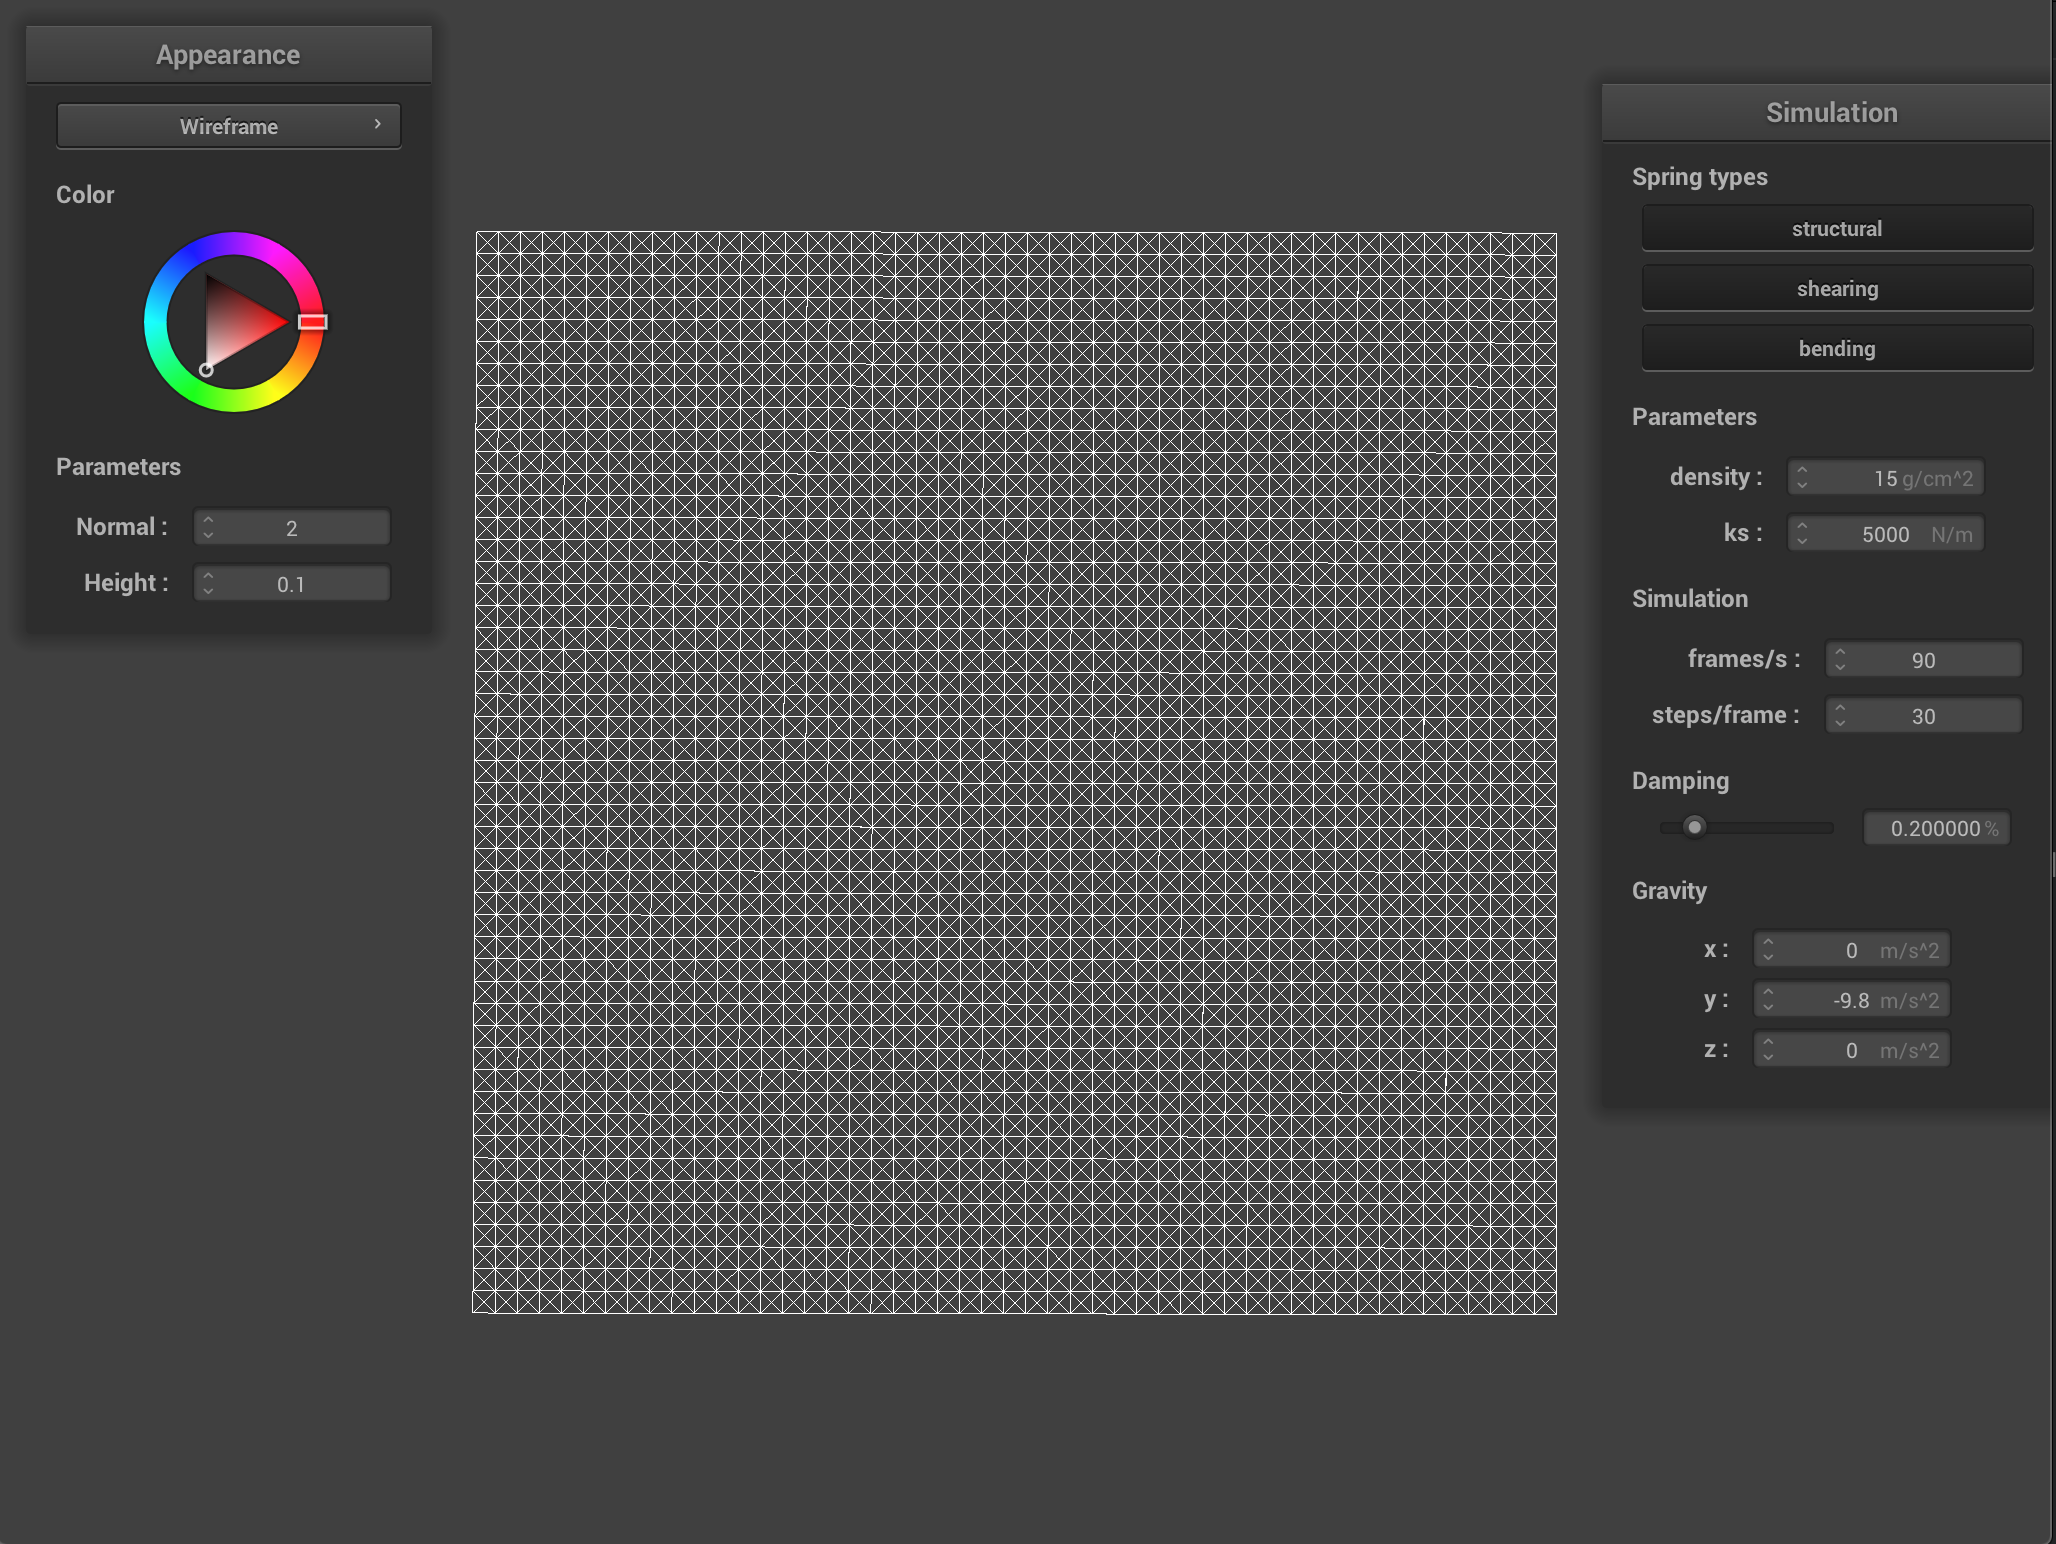 Appearance
Wireframe
Color
Parameters
Normal : 2
Height : 0.1
Simulation
Spring types
structural
shearing
bending
Parameters
density : 15 g/cm^2
ks : 5000 N/m
Simulation
frames/s : 90
steps/frame : 30
Damping
0.200000 %
Gravity
x : 0 m/s^2
y : -9.8 m/s^2
z : 0 m/s^2